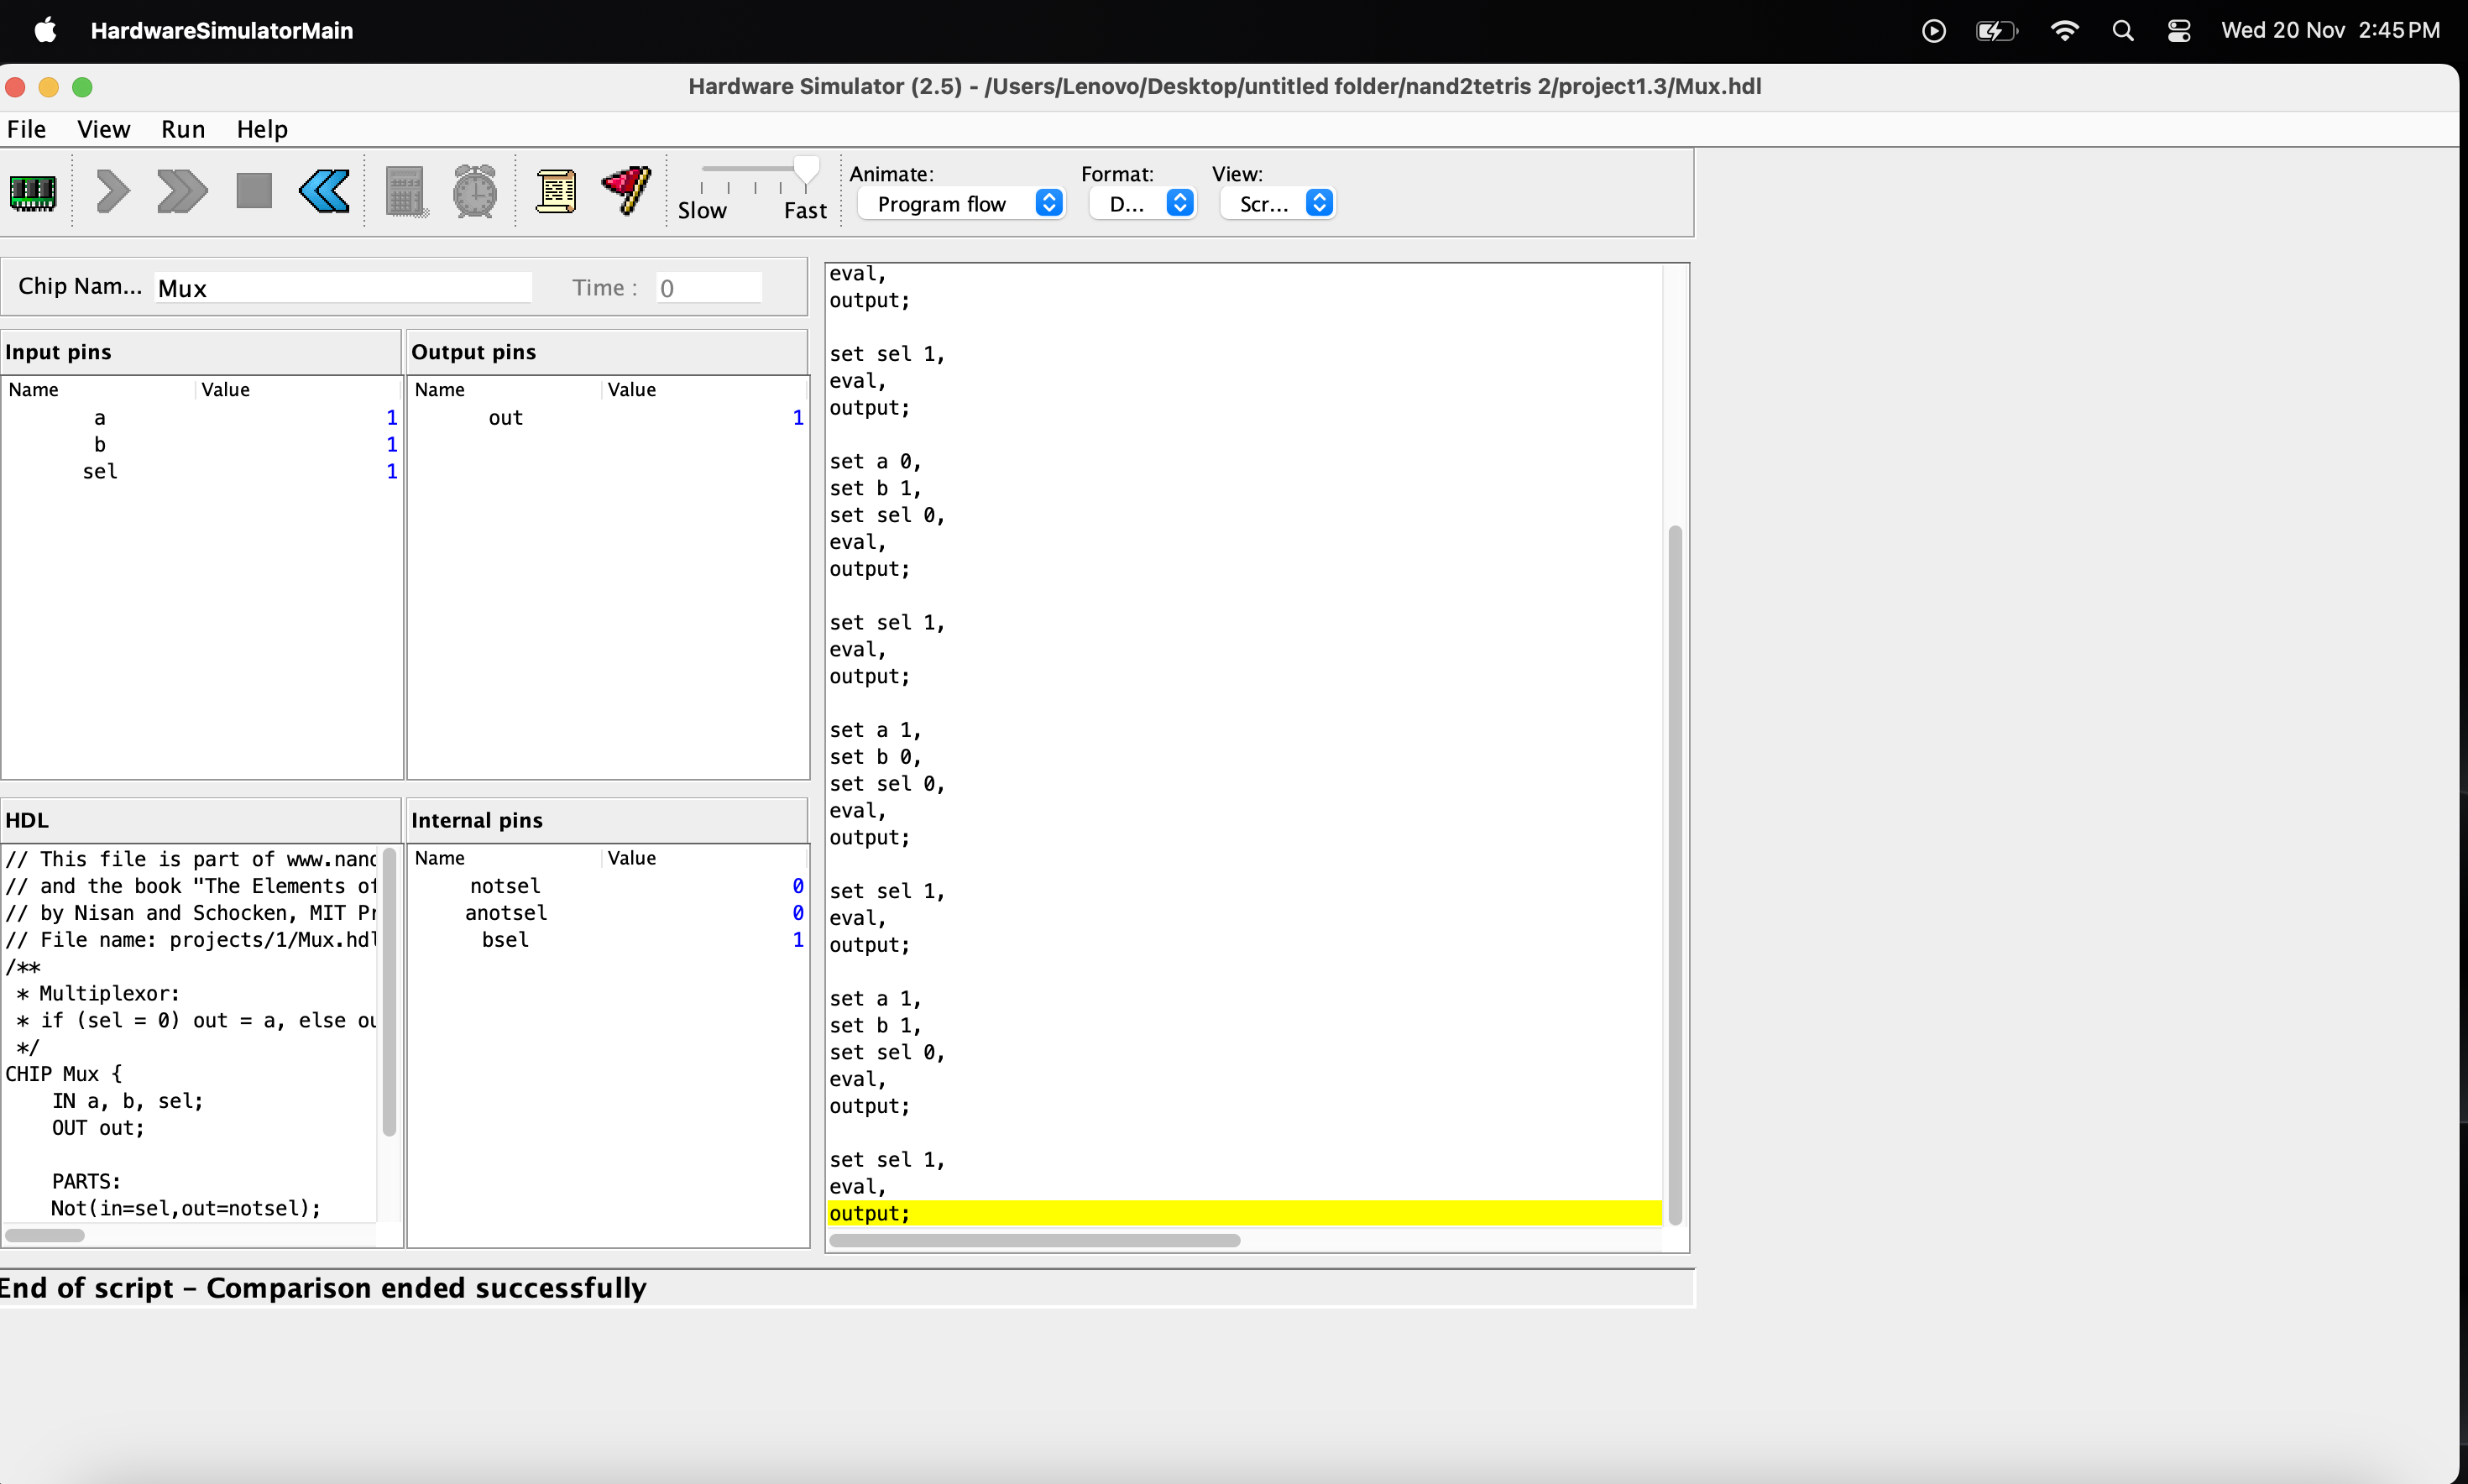 HardwareSimulatorMain
Wed 20 Nov 2:45 PM
Hardware Simulator (2.5) - /Users/Lenovo/Desktop/untitled folder/nand2tetris 2/project1.3/Mux.hdl
File View Run Help
Slow Fast
Animate: Format: View:
Program flow D... Scr...
Chip Nam... Mux Time : 0
Input pins
Name Value
a 1
b 1
sel 1
Output pins
Name Value
out 1
HDL
// This file is part of www.nand
// and the book "The Elements of
// by Nisan and Schocken, MIT Pr
// File name: projects/1/Mux.hdl
/**
* Multiplexor:
* if (sel = 0) out = a, else ou
*/
CHIP Mux {
IN a, b, sel;
OUT out;
PARTS:
Not(in=sel,out=notsel);
Internal pins
Name Value
notsel 0
anotsel 0
bsel 1
eval,
output;
set sel 1,
eval,
output;
set a 0,
set b 1,
set sel 0,
eval,
output;
set sel 1,
eval,
output;
set a 1,
set b 0,
set sel 0,
eval,
output;
set sel 1,
eval,
output;
set a 1,
set b 1,
set sel 0,
eval,
output;
set sel 1,
eval,
output;
End of script – Comparison ended successfully